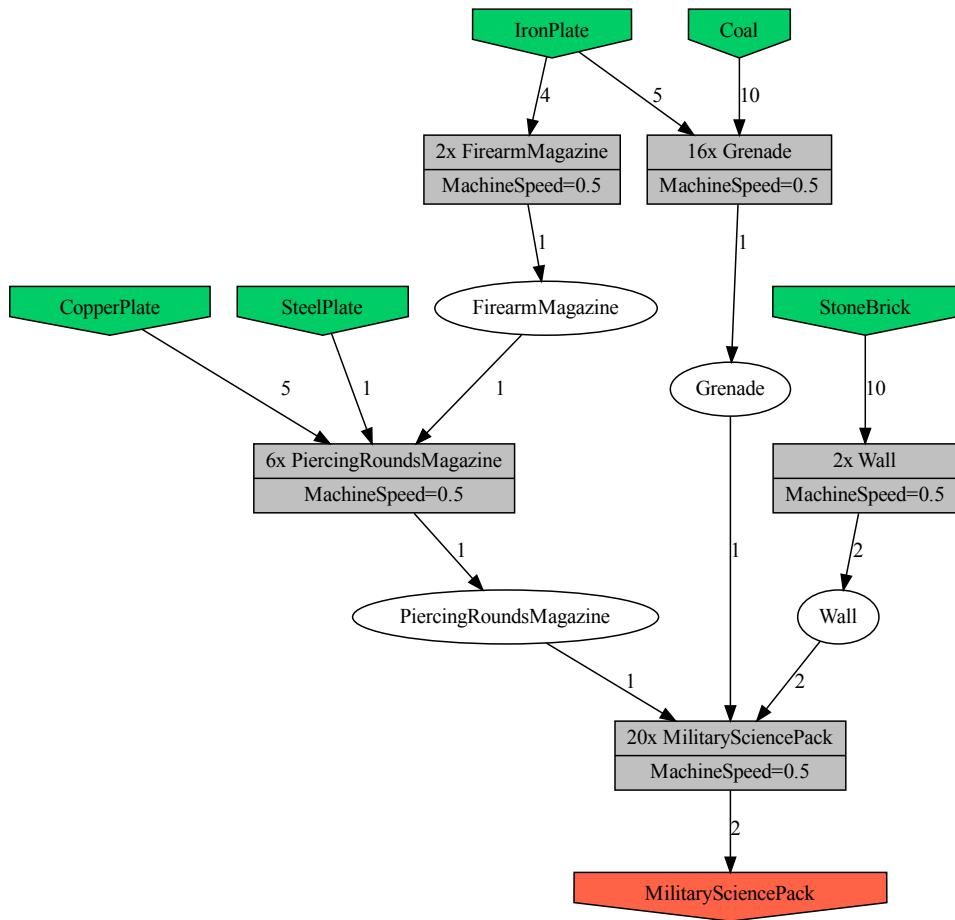 IronPlate
Coal
4
5
10
2x FirearmMagazine
MachineSpeed=0.5
16x Grenade
MachineSpeed=0.5
1
1
CopperPlate
SteelPlate
FirearmMagazine
StoneBrick
Grenade
5
1
1
10
6x PiercingRoundsMagazine
MachineSpeed=0.5
2x Wall
MachineSpeed=0.5
1
1
2
PiercingRoundsMagazine
Wall
1
2
20x MilitarySciencePack
MachineSpeed=0.5
2
MilitarySciencePack